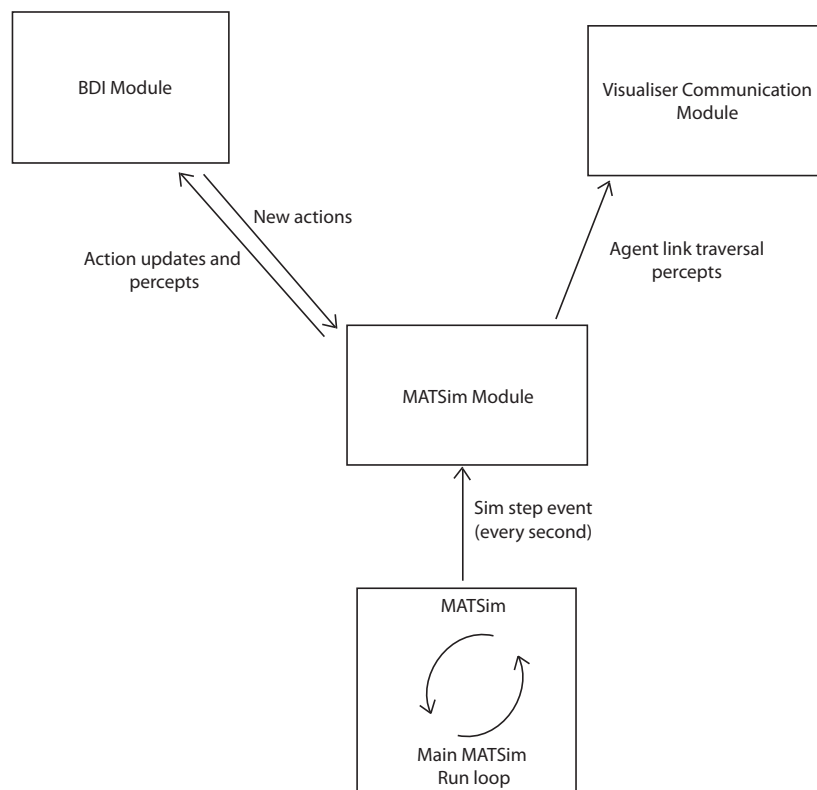 BDI Module
Visualiser Communication
Module
New actions
Action updates and
percepts
Agent link traversal
percepts
MATSim Module
Sim step event
(every second)
MATSim
Main MATSim
Run loop